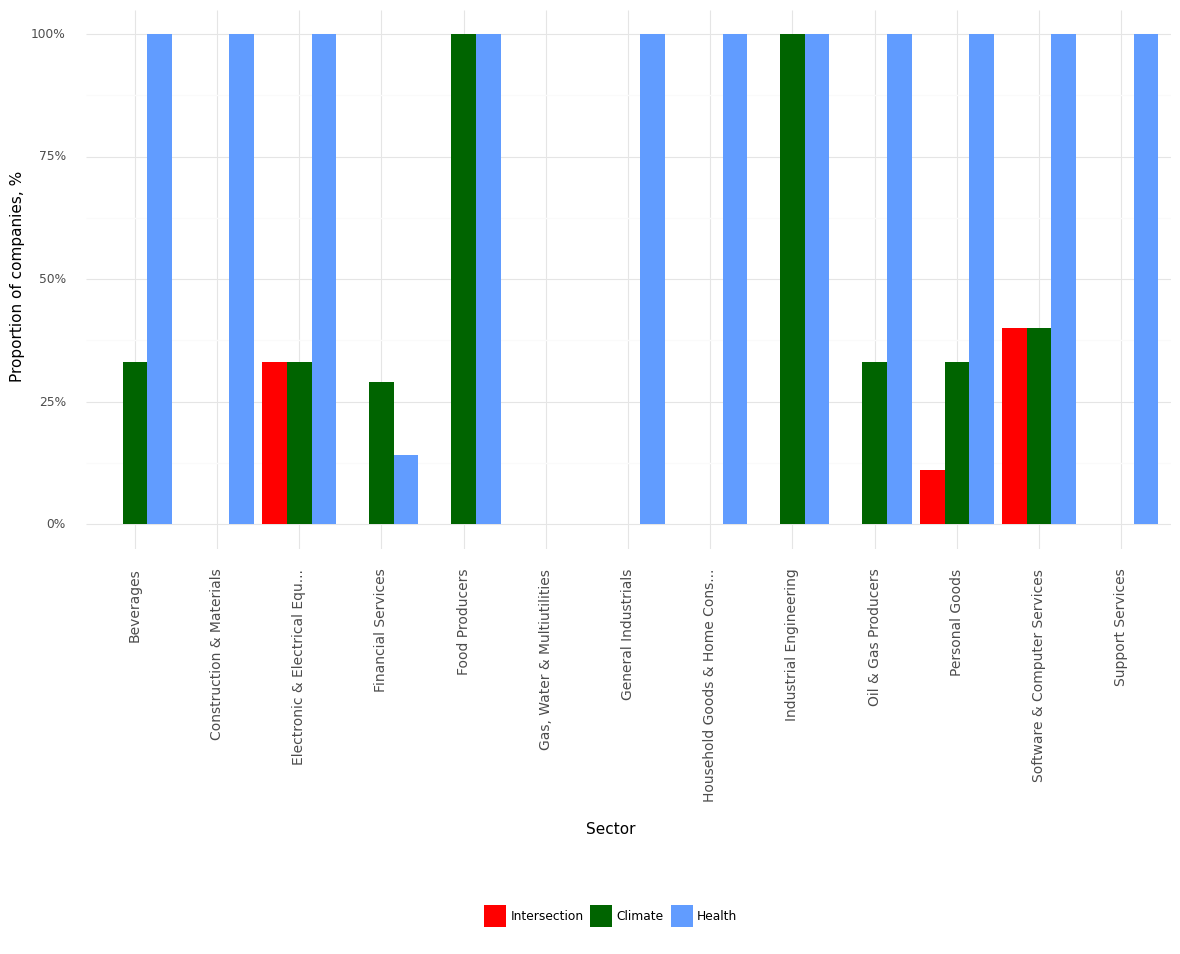 Proportion of companies, %
100%
75%
50%
25%
0%
Beverages
Construction & Materials
Electronic & Electrical Equ...
Financial Services
Food Producers
Gas, Water & Multiutilities
General Industrials
Household Goods & Home Cons...
Industrial Engineering
Oil & Gas Producers
Personal Goods
Software & Computer Services
Support Services
Sector
Intersection Climate Health